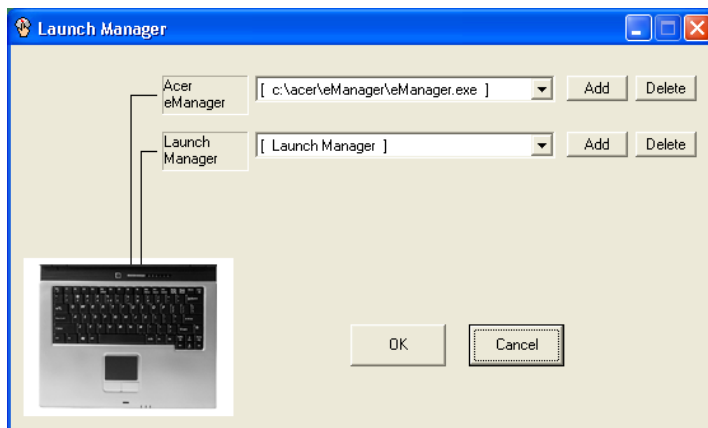 Launch Manager
Acer
eManager
[ c:\acer\eManager\eManager.exe ]
Add
Delete
Launch
Manager
[ Launch Manager ]
Add
Delete
OK
Cancel